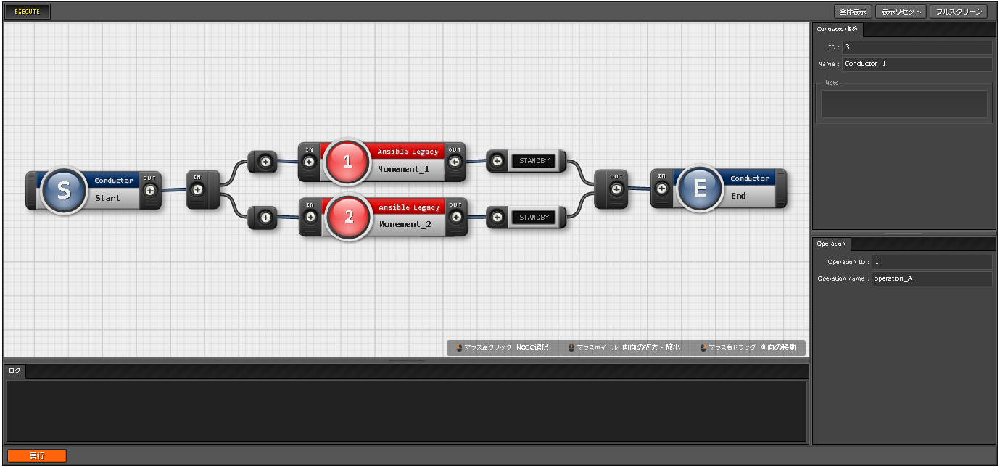 EXECUTE
全体表示
表示リセット
フルスクリーン
Conductor名称
ID :
3
Name :
Conductor_1
Note
S
Conductor
Start
OUT
IN
IN
1
Ansible Legacy
Monement_1
OUT
STANDBY
IN
2
Ansible Legacy
Monement_2
OUT
STANDBY
OUT
IN
E
Conductor
End
Operation
Operation ID :
1
Operation name :
operation_A
マウス左クリック Node選択
マウスホイール 画面の拡大・縮小
マウス右ドラッグ 画面の移動
ログ
実行